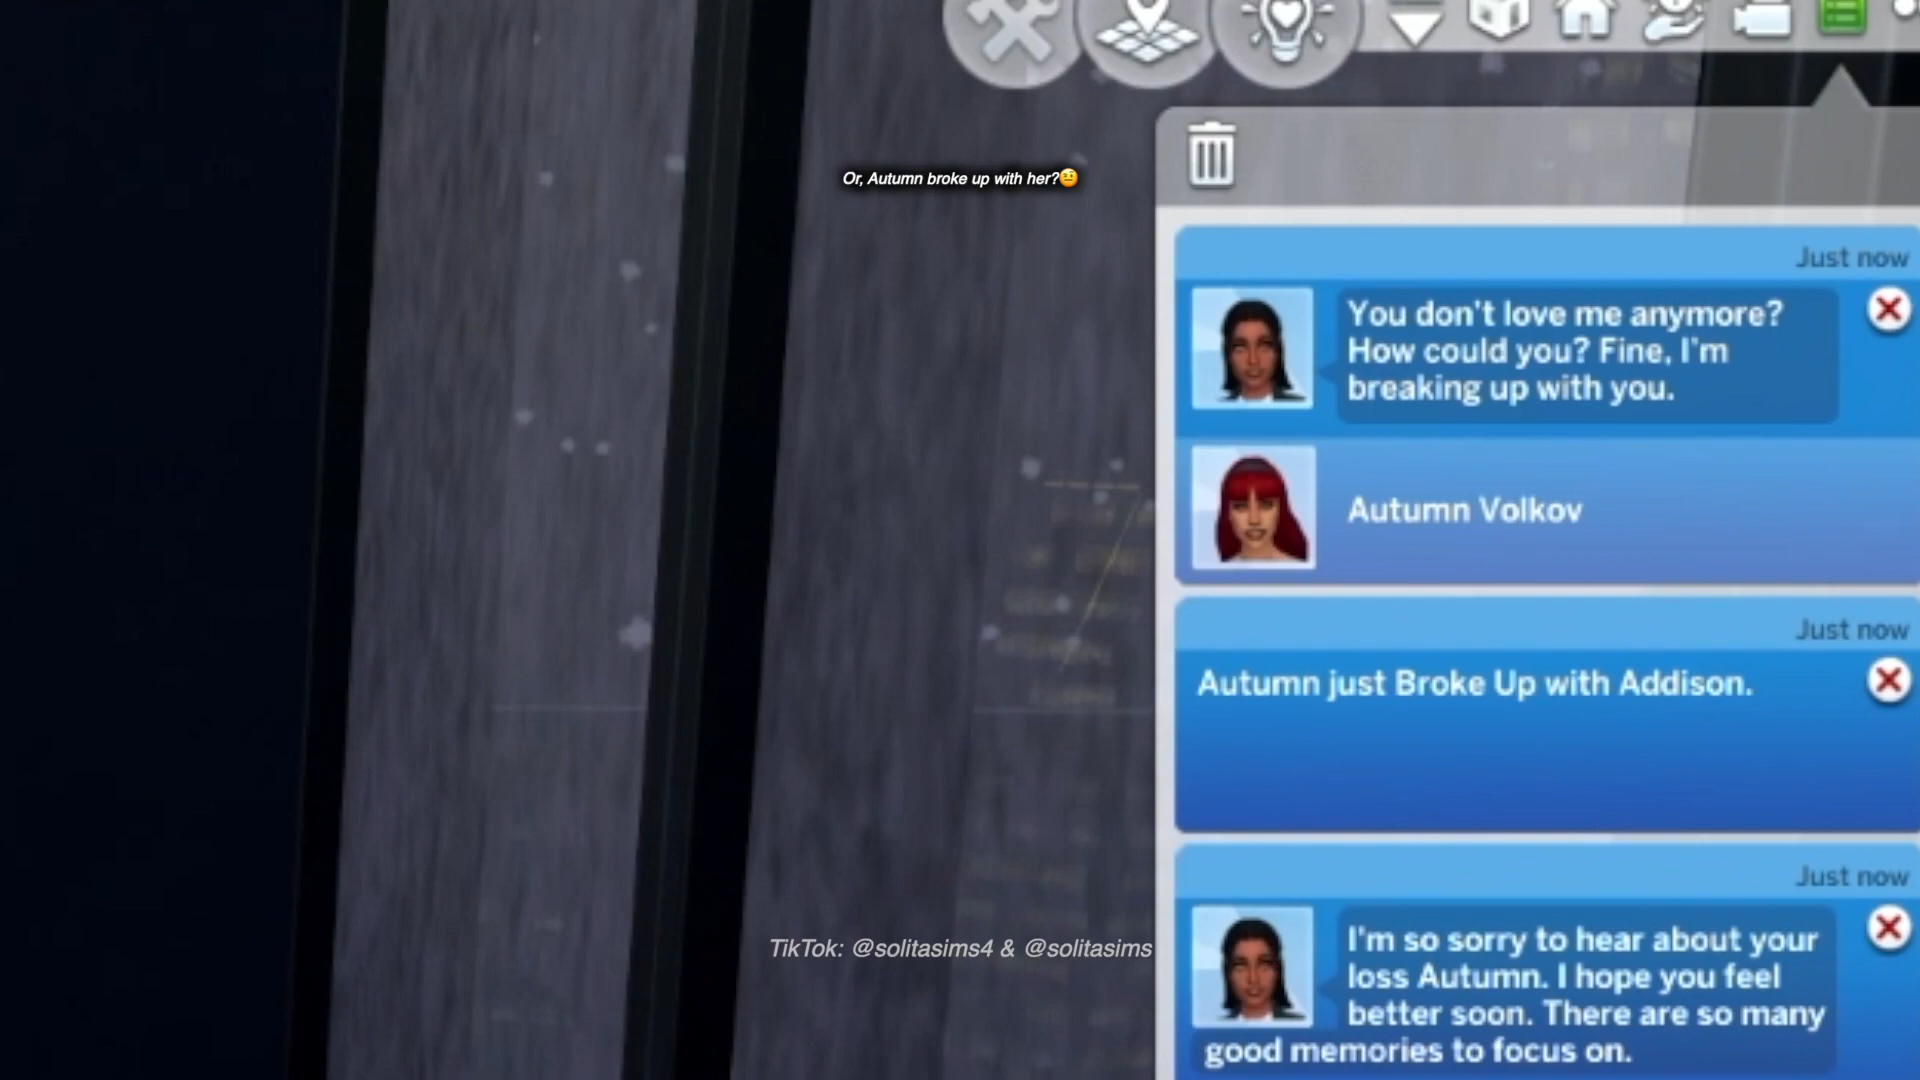 Or, Autumn broke up with her?🤨
Just now
You don't love me anymore?
How could you? Fine, I'm
breaking up with you.
Autumn Volkov
Just now
Autumn just Broke Up with Addison.
Just now
I'm so sorry to hear about your
loss Autumn. I hope you feel
better soon. There are so many
good memories to focus on.
TikTok: @solitasims4 & @solitasims